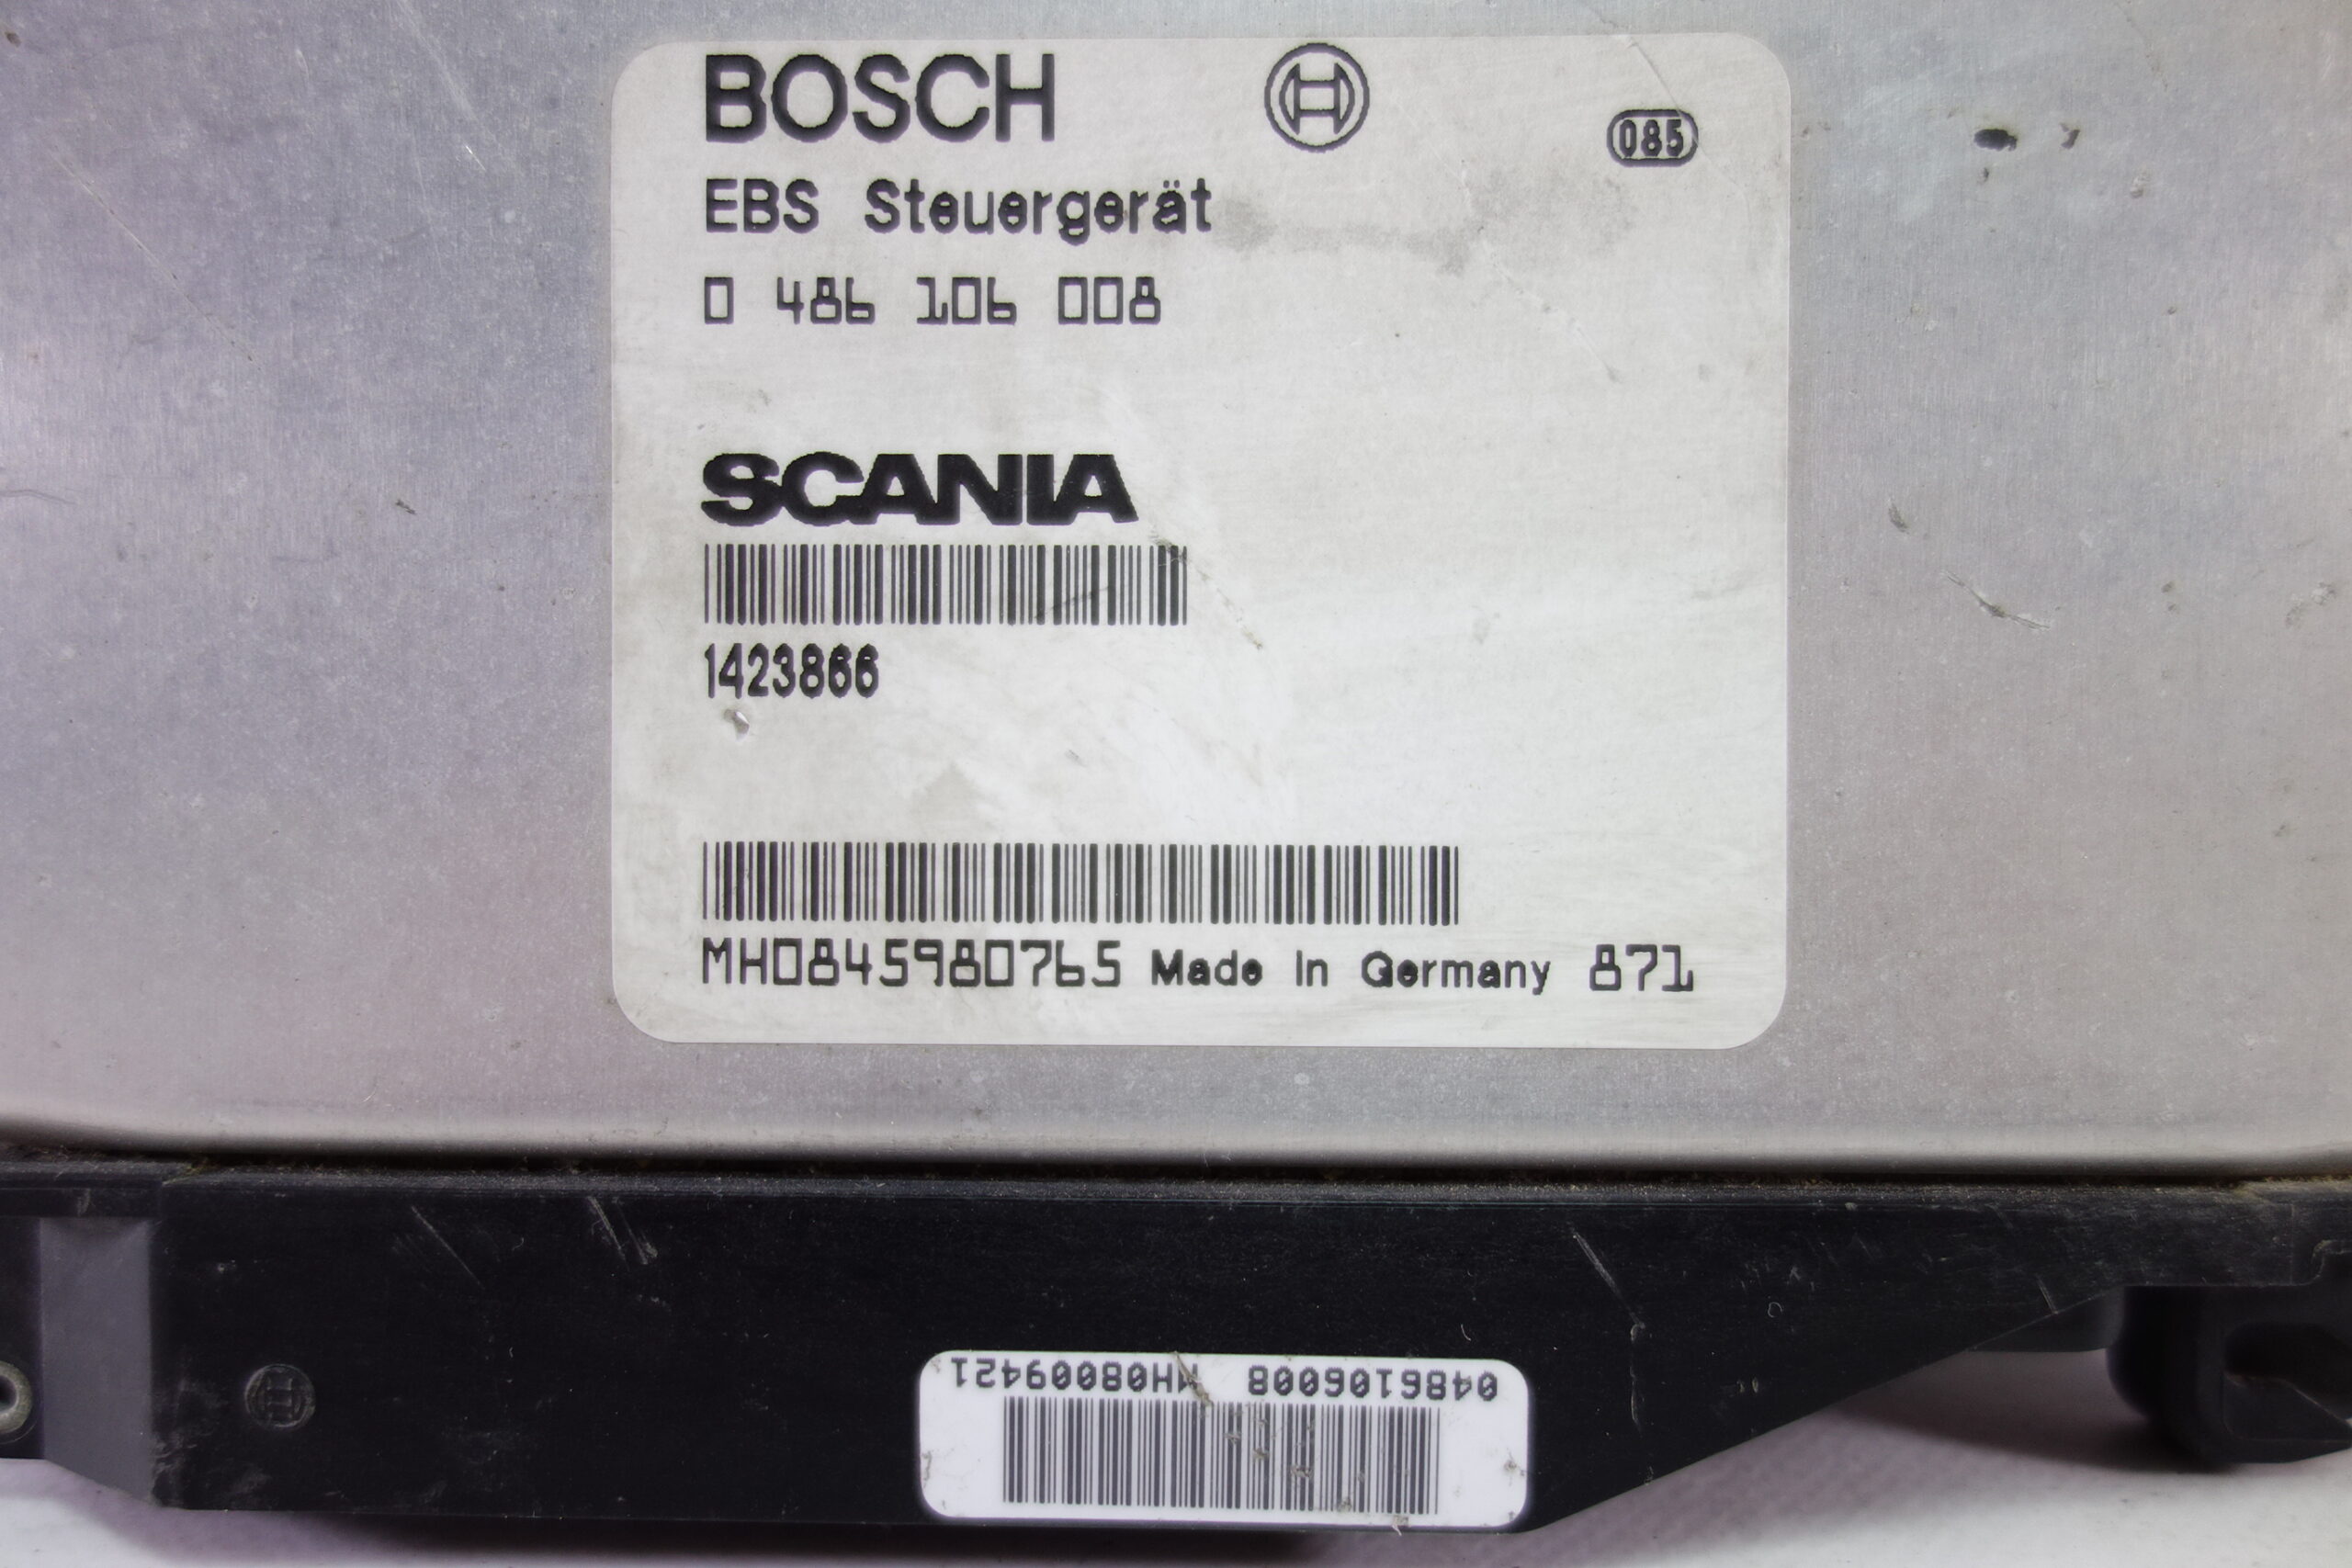 BOSCH
085
EBS Steuergerät
0 486 106 008
SCANIA
1423866
MH0845980765 Made in Germany 871
0486106008 MH08009421